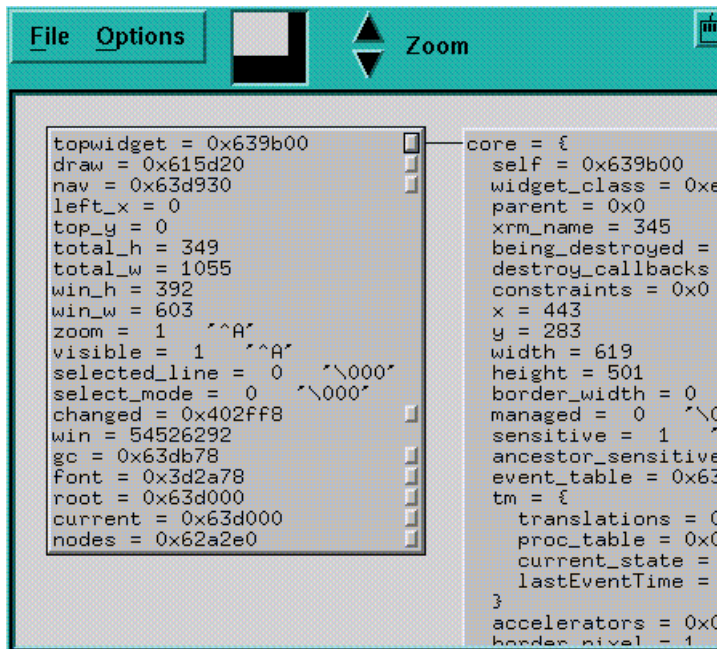 File Options
Zoom
topwidget = 0x639b00
draw = 0x615d20
nav = 0x63d930
left_x = 0
top_y = 0
total_h = 349
total_w = 1055
win_h = 392
win_w = 603
zoom =  1   '^A'
visible =  1   '^A'
selected_line =  0   '\000'
select_mode =  0   '\000'
changed = 0x402ff8
win = 54526292
gc = 0x63db78
font = 0x3d2a78
root = 0x63d000
current = 0x63d000
nodes = 0x62a2e0
core = {
self = 0x639b00
widget_class = 0xe
parent = 0x0
xrm_name = 345
being_destroyed =
destroy_callbacks
constraints = 0x0
x = 443
y = 283
width = 619
height = 501
border_width = 0
managed =  0   '\0
sensitive =  1   '
ancestor_sensitive
event_table = 0x63
tm = {
translations = 0
proc_table = 0x0
current_state =
lastEventTime =
}
accelerators = 0x0
border_pixel = 1